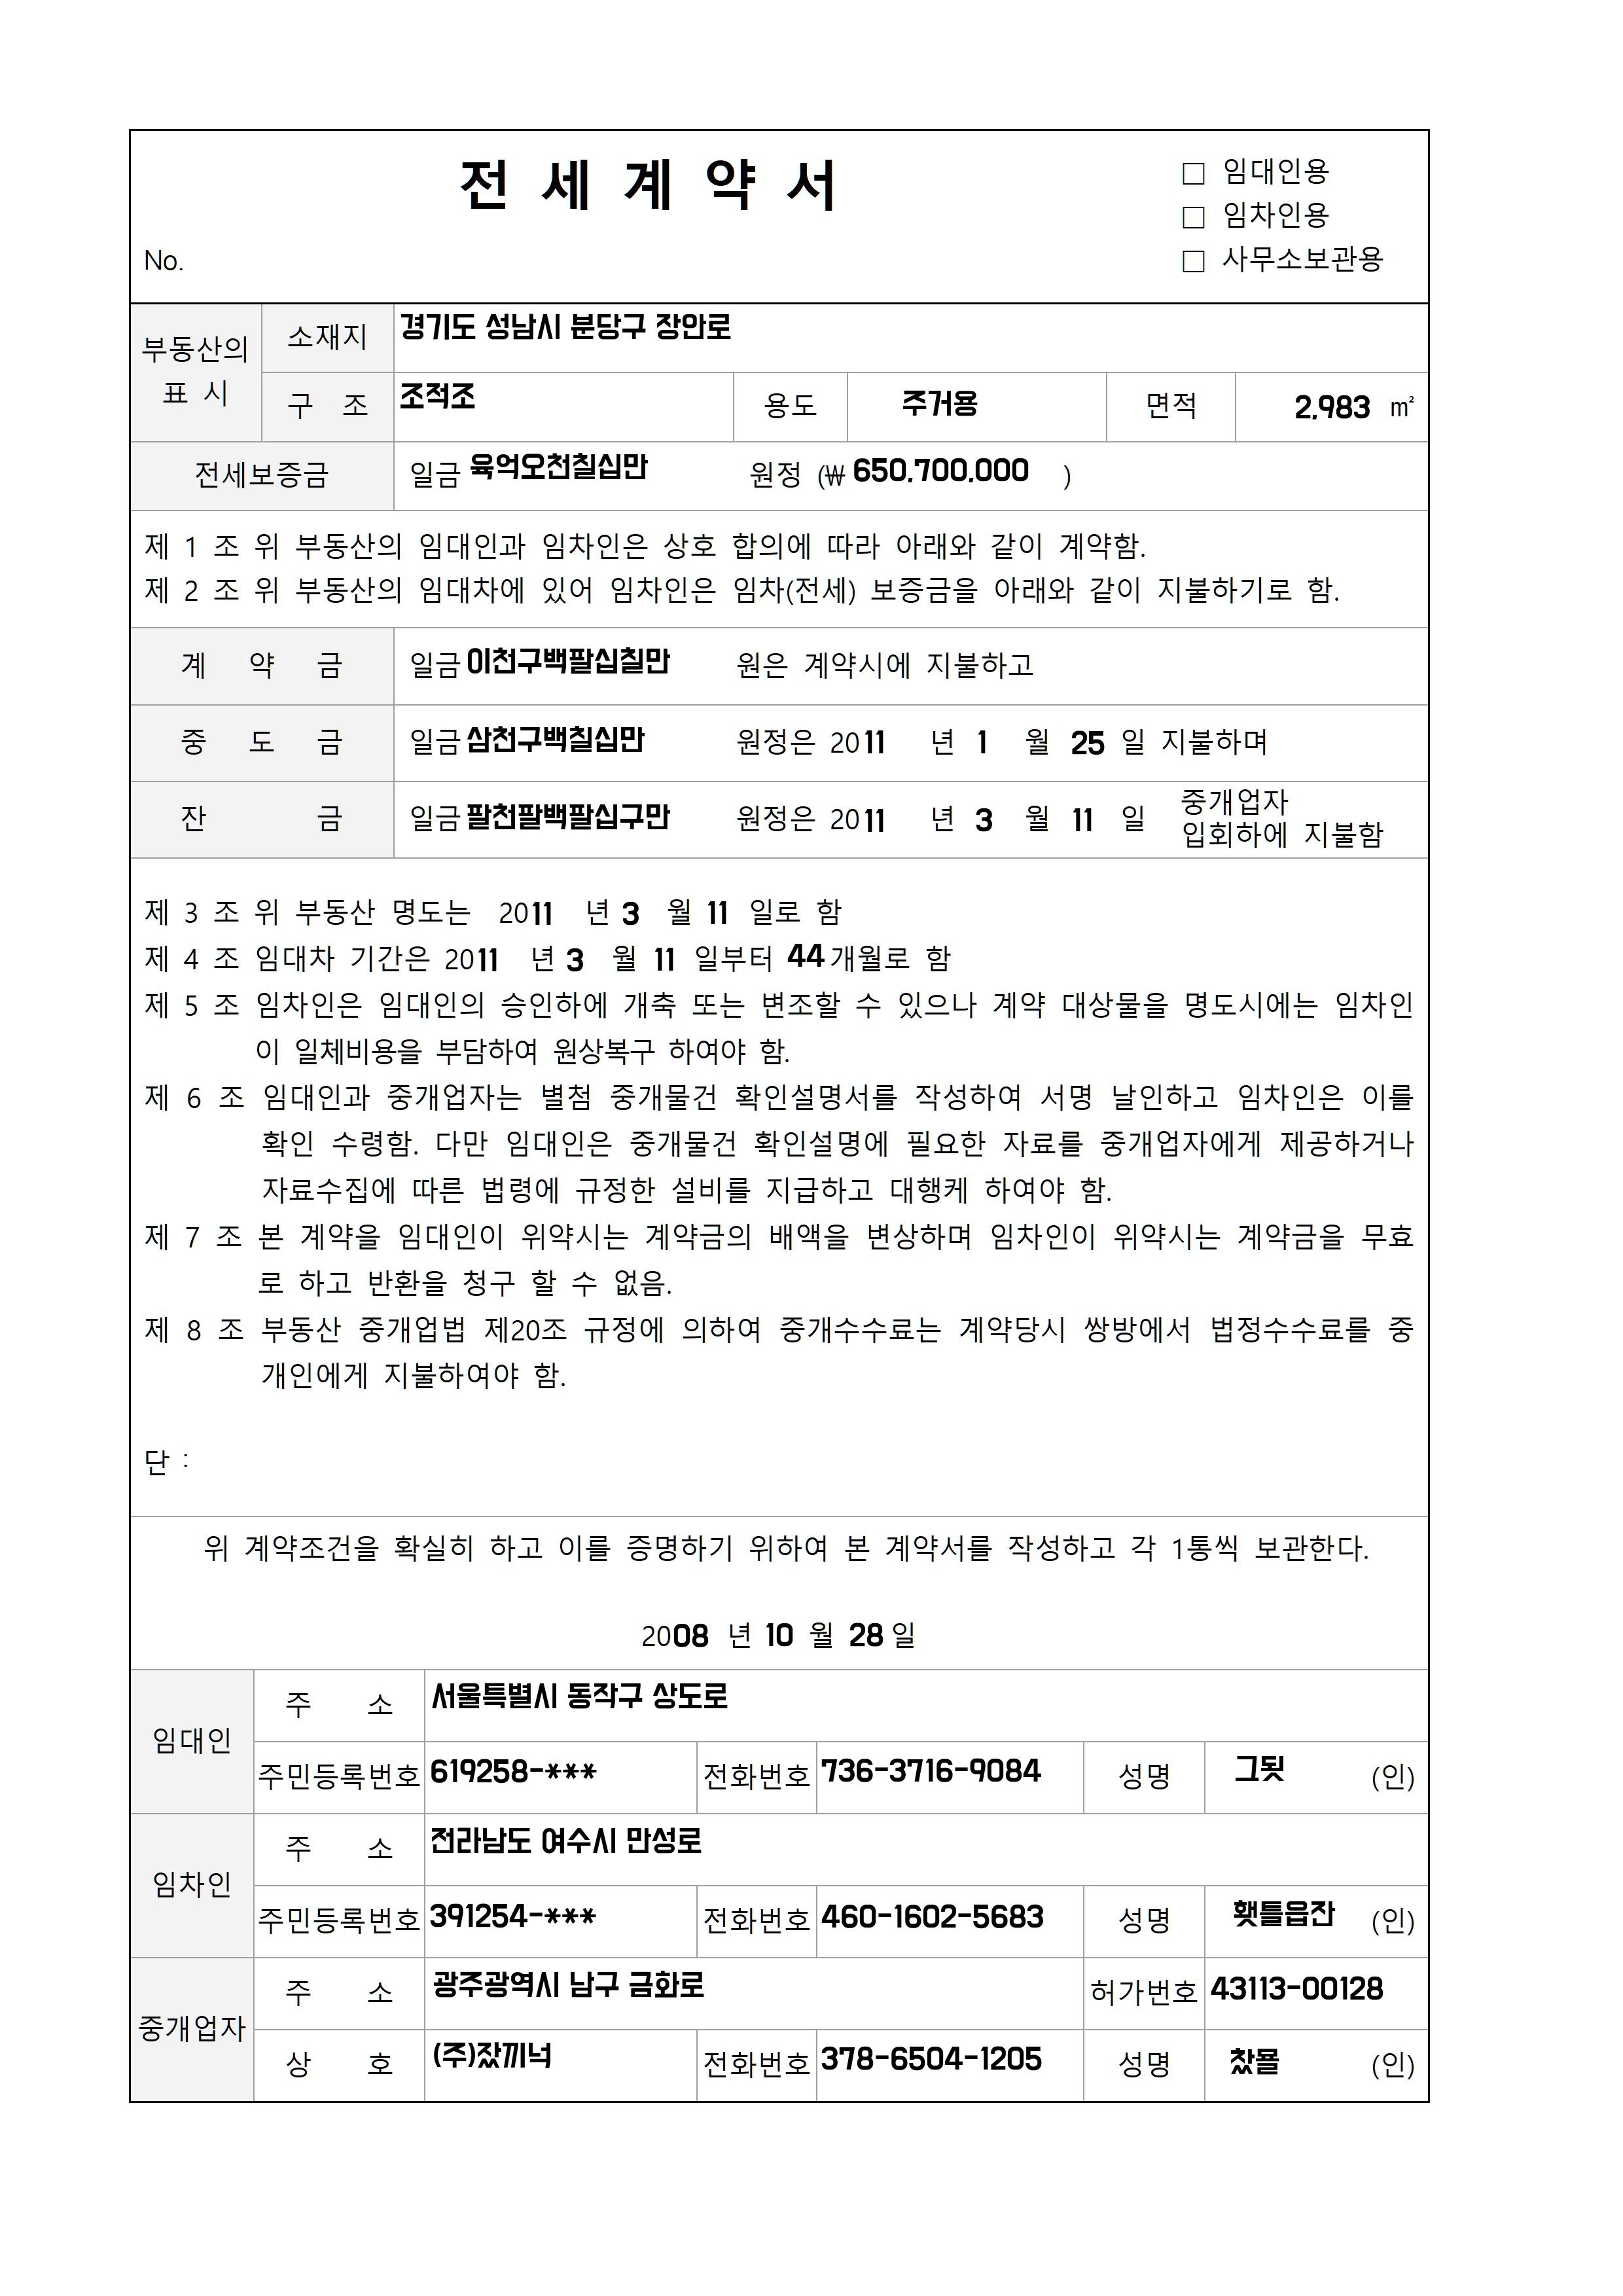 전 세 계 약 서
□ 임대인용
□ 임차인용
No.
□ 사무소보관용
부동산의 표 시
소재지 경기도 성남시 분당구 장안로
구 조 조적조 용도 주거용 면적 2,983 ㎡
전세보증금 일금 육억오천칠십만 원정 (₩ 650,700,000 )
제 1 조 위 부동산의 임대인과 임차인은 상호 합의에 따라 아래와 같이 계약함.
제 2 조 위 부동산의 임대차에 있어 임차인은 임차(전세) 보증금을 아래와 같이 지불하기로 함.
계 약 금 일금 이천구백팔십칠만 원은 계약시에 지불하고
중 도 금 일금 삼천구백칠십만 원정은 2011 년 1 월 25 일 지불하며
잔 금 일금 팔천팔백팔십구만 원정은 2011 년 3 월 11 일 중개업자
입회하에 지불함
제 3 조 위 부동산 명도는 2011 년 3 월 11 일로 함
제 4 조 임대차 기간은 2011 년 3 월 11 일부터 44 개월로 함
제 5 조 임차인은 임대인의 승인하에 개축 또는 변조할 수 있으나 계약 대상물을 명도시에는 임차인
이 일체비용을 부담하여 원상복구 하여야 함.
제 6 조 임대인과 중개업자는 별첨 중개물건 확인설명서를 작성하여 서명 날인하고 임차인은 이를
확인 수령함. 다만 임대인은 중개물건 확인설명에 필요한 자료를 중개업자에게 제공하거나
자료수집에 따른 법령에 규정한 설비를 지급하고 대행케 하여야 함.
제 7 조 본 계약을 임대인이 위약시는 계약금의 배액을 변상하며 임차인이 위약시는 계약금을 무효
로 하고 반환을 청구 할 수 없음.
제 8 조 부동산 중개업법 제20조 규정에 의하여 중개수수료는 계약당시 쌍방에서 법정수수료를 중
개인에게 지불하여야 함.
단 :
위 계약조건을 확실히 하고 이를 증명하기 위하여 본 계약서를 작성하고 각 1통씩 보관한다.
2008 년 10 월 28 일
임대인
주 소 서울특별시 동작구 상도로
주민등록번호 619258-*** 전화번호 736-3716-9084 성명 그됫 (인)
임차인
주 소 전라남도 여수시 만성로
주민등록번호 391254-*** 전화번호 460-1602-5683 성명 횃틀읍잔 (인)
중개업자
주 소 광주광역시 남구 금화로 허가번호 43113-00128
상 호 (주)잤끼넉 전화번호 378-6504-1205 성명 찼욜 (인)